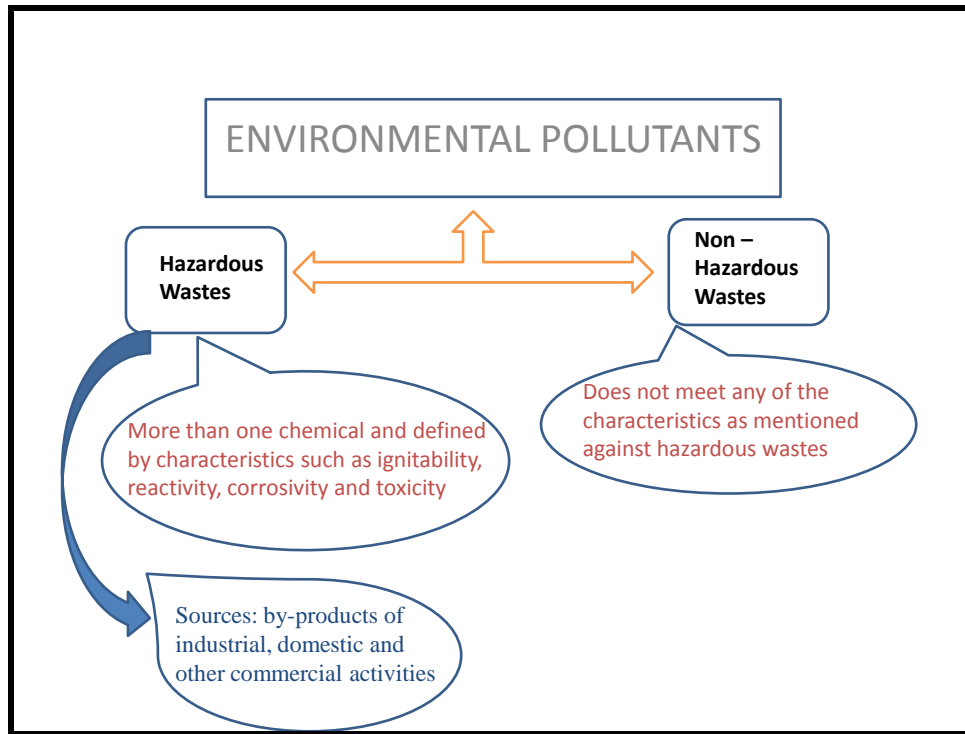 ENVIRONMENTAL POLLUTANTS
Hazardous
Wastes
Non –
Hazardous
Wastes
More than one chemical and defined
by characteristics such as ignitability,
reactivity, corrosivity and toxicity
Does not meet any of the
characteristics as mentioned
against hazardous wastes
Sources: by-products of
industrial, domestic and
other commercial activities